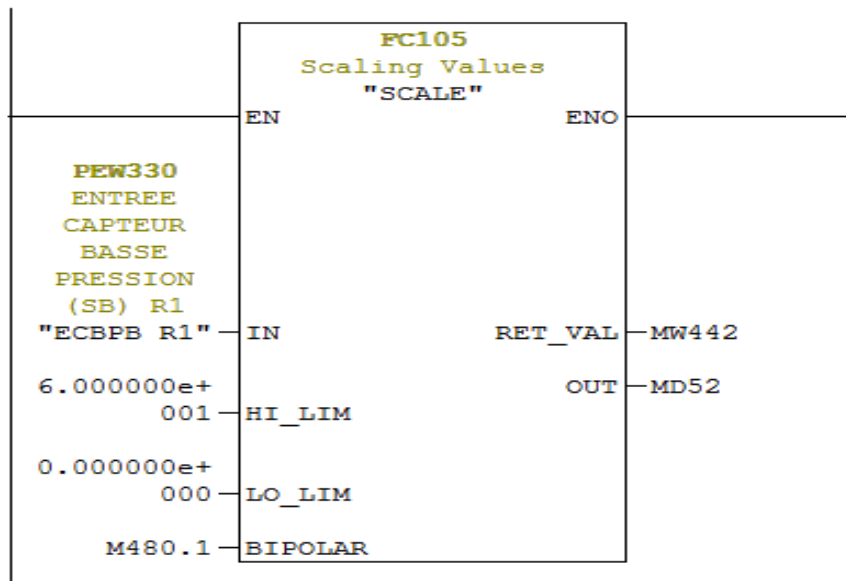 FC105
Scaling Values
"SCALE"
EN ENO
PEW330
ENTREE
CAPTEUR
BASSE
PRESSION
(SB) R1
"ECBPB R1" IN RET_VAL MW442
6.000000e+ OUT MD52
001 HI_LIM
0.000000e+
000 LO_LIM
M480.1 BIPOLAR